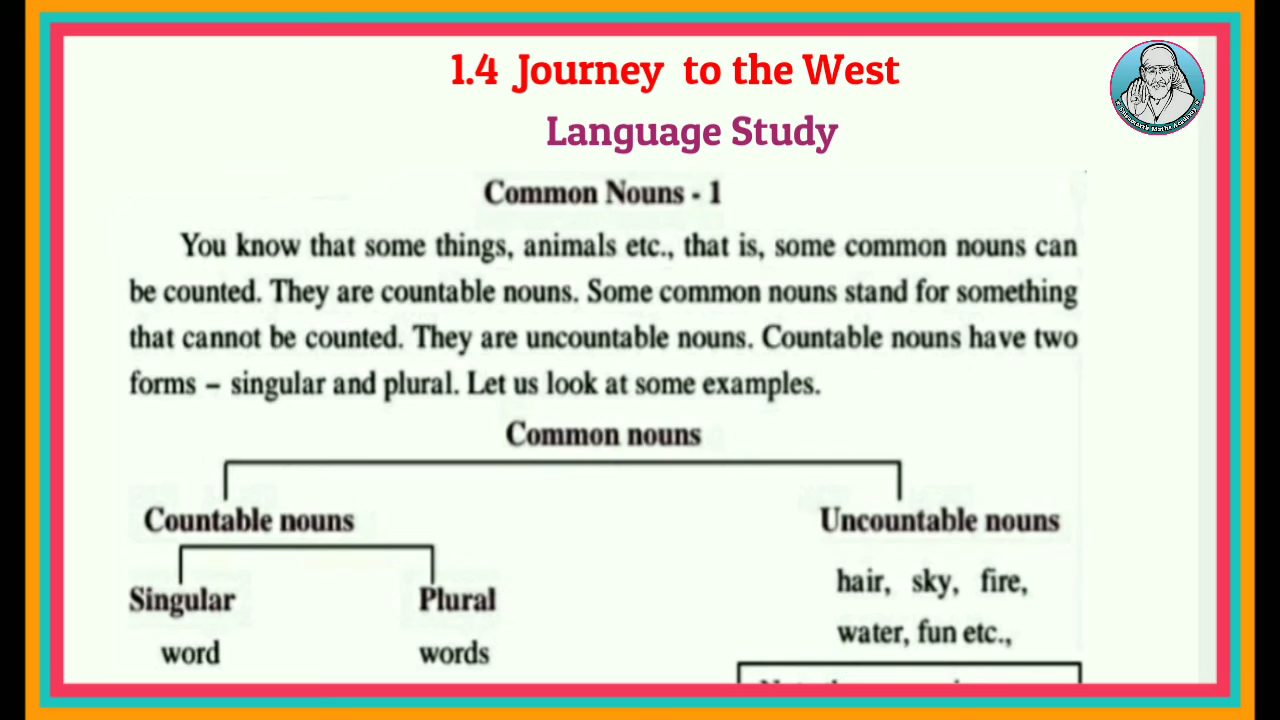 1.4 Journey to the West
Language Study
Common Nouns - 1
You know that some things, animals etc., that is, some common nouns can
be counted. They are countable nouns. Some common nouns stand for something
that cannot be counted. They are uncountable nouns. Countable nouns have two
forms – singular and plural. Let us look at some examples.
Common nouns
Countable nouns
Uncountable nouns
Singular
Plural
hair, sky, fire,
water, fun etc.,
word
words